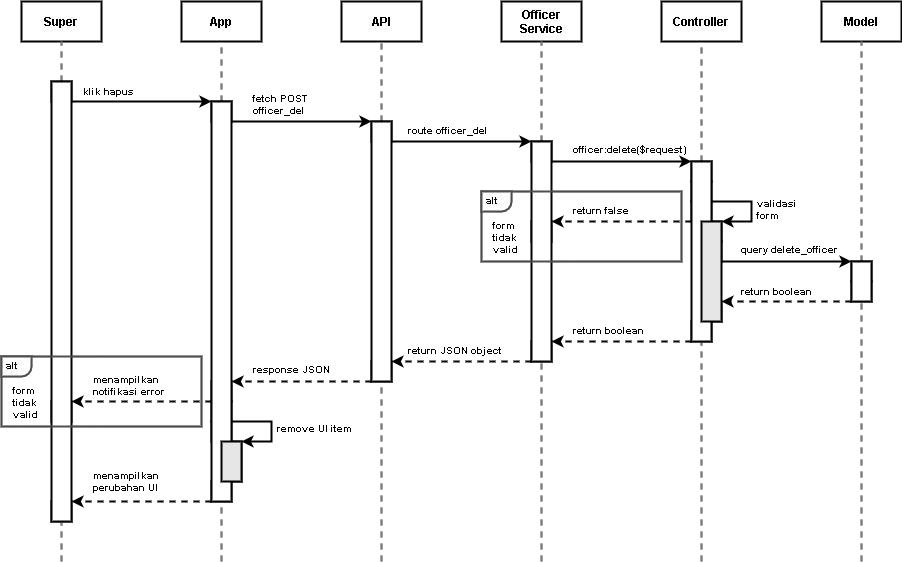 Super
App
API
Officer
Service
Controller
Model
klik hapus
fetch POST
officer_del
route officer_del
officer:delete($request)
alt
return false
validasi
form
form
tidak
valid
query delete_officer
return boolean
return boolean
return JSON object
response JSON
alt
menampilkan
notifikasi error
form
tidak
valid
remove UI item
menampilkan
perubahan UI